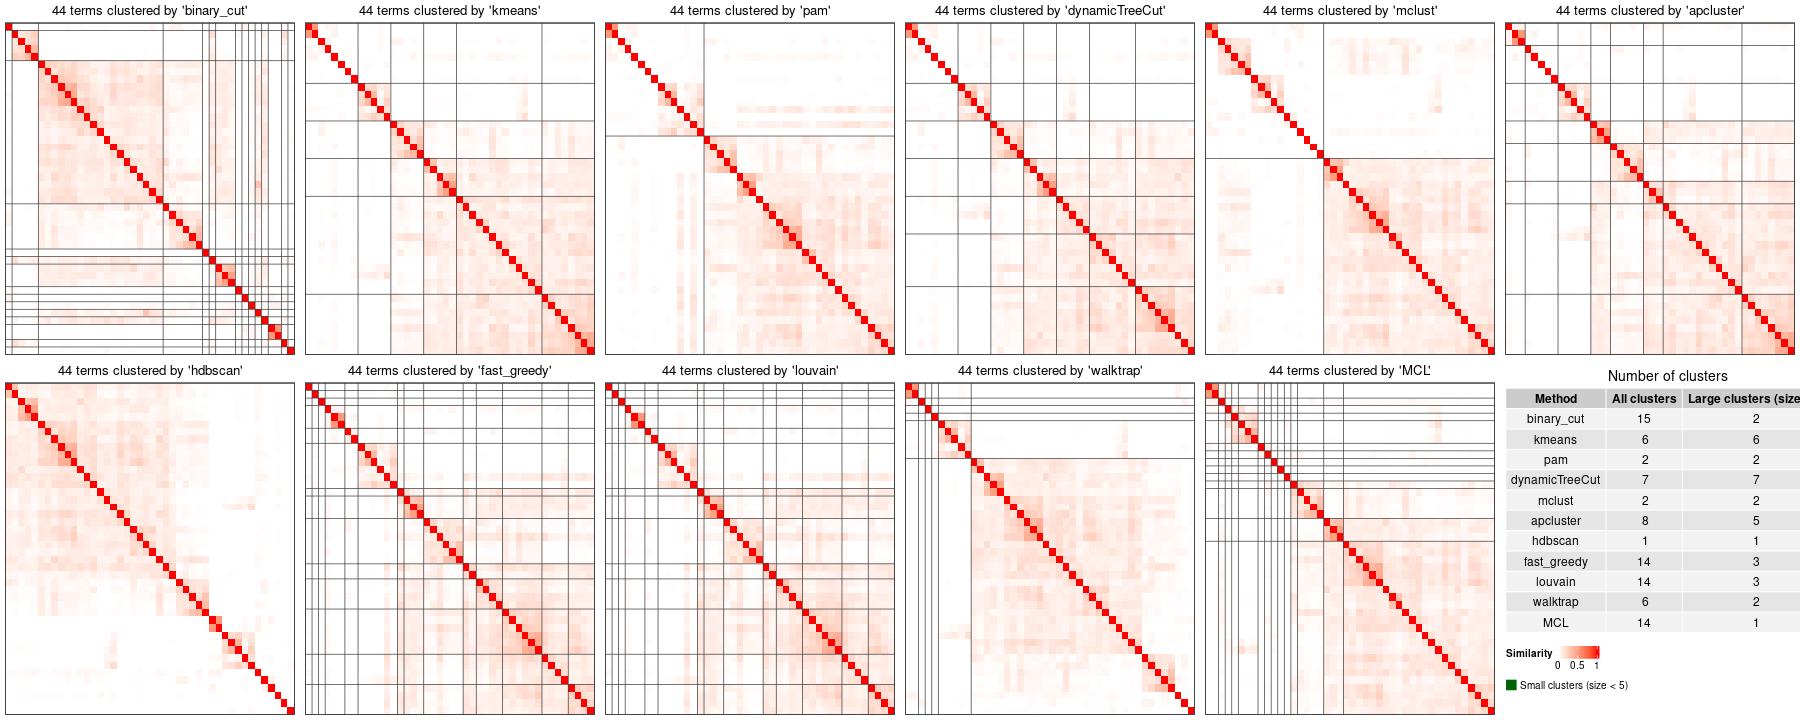 44 terms clustered by 'binary_cut'
44 terms clustered by 'kmeans'
44 terms clustered by 'pam'
44 terms clustered by 'dynamicTreeCut'
44 terms clustered by 'mclust'
44 terms clustered by 'apcluster'
44 terms clustered by 'hdbscan'
44 terms clustered by 'fast_greedy'
44 terms clustered by 'louvain'
44 terms clustered by 'walktrap'
44 terms clustered by 'MCL'
Number of clusters
Method All clusters Large clusters (size
binary_cut 15 2
kmeans 6 6
pam 2 2
dynamicTreeCut 7 7
mclust 2 2
apcluster 8 5
hdbscan 1 1
fast_greedy 14 3
louvain 14 3
walktrap 6 2
MCL 14 1
Similarity
0 0.5 1
Small clusters (size < 5)